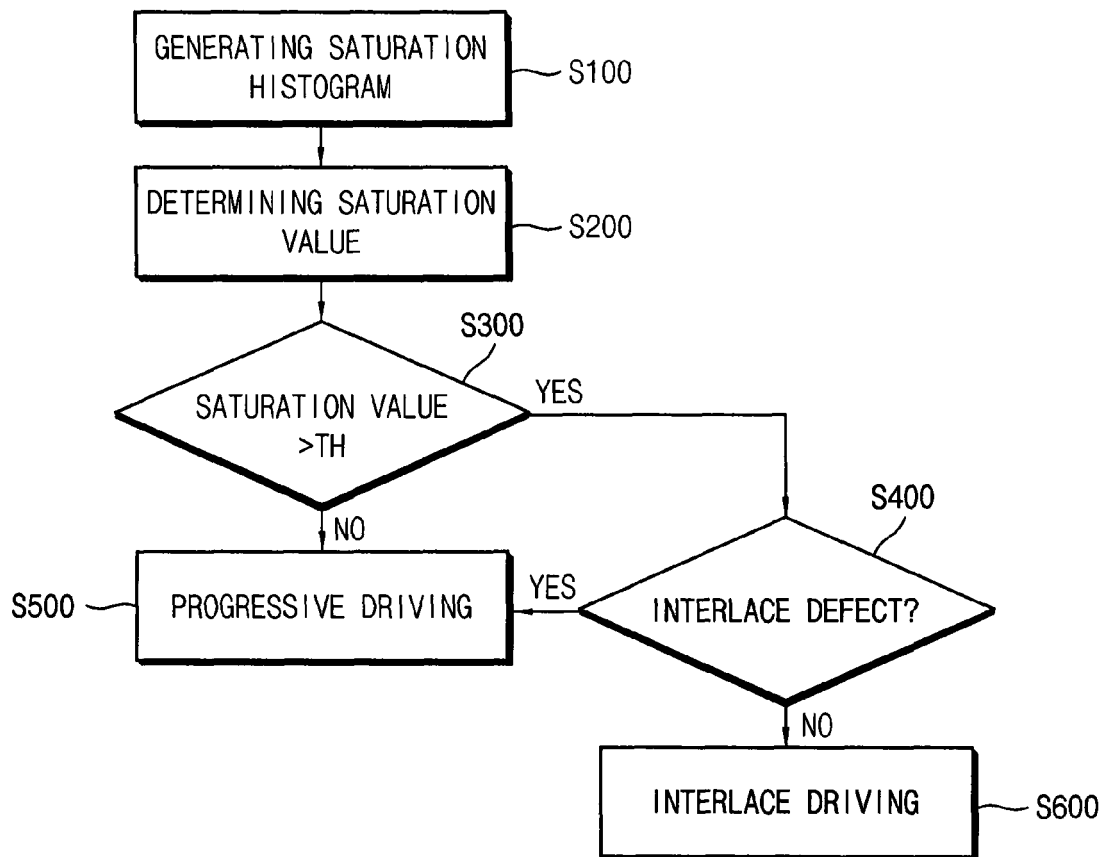 GENERATING SATURATION
HISTOGRAM
S100
DETERMINING SATURATION
VALUE
S200
S300
SATURATION VALUE
>TH
YES
NO
S400
INTERLACE DEFECT?
YES
S500
PROGRESSIVE DRIVING
NO
INTERLACE DRIVING
S600